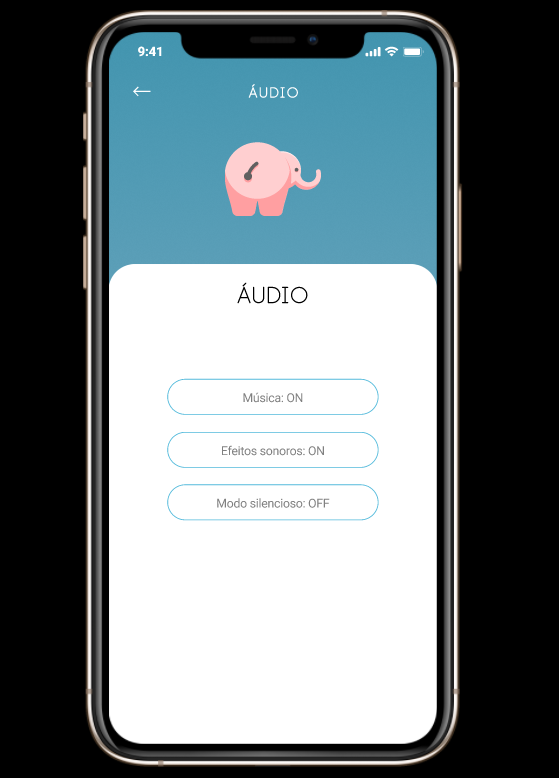 9:41
ÁUDIO
ÁUDIO
Música: ON
Efeitos sonoros: ON
Modo silencioso: OFF